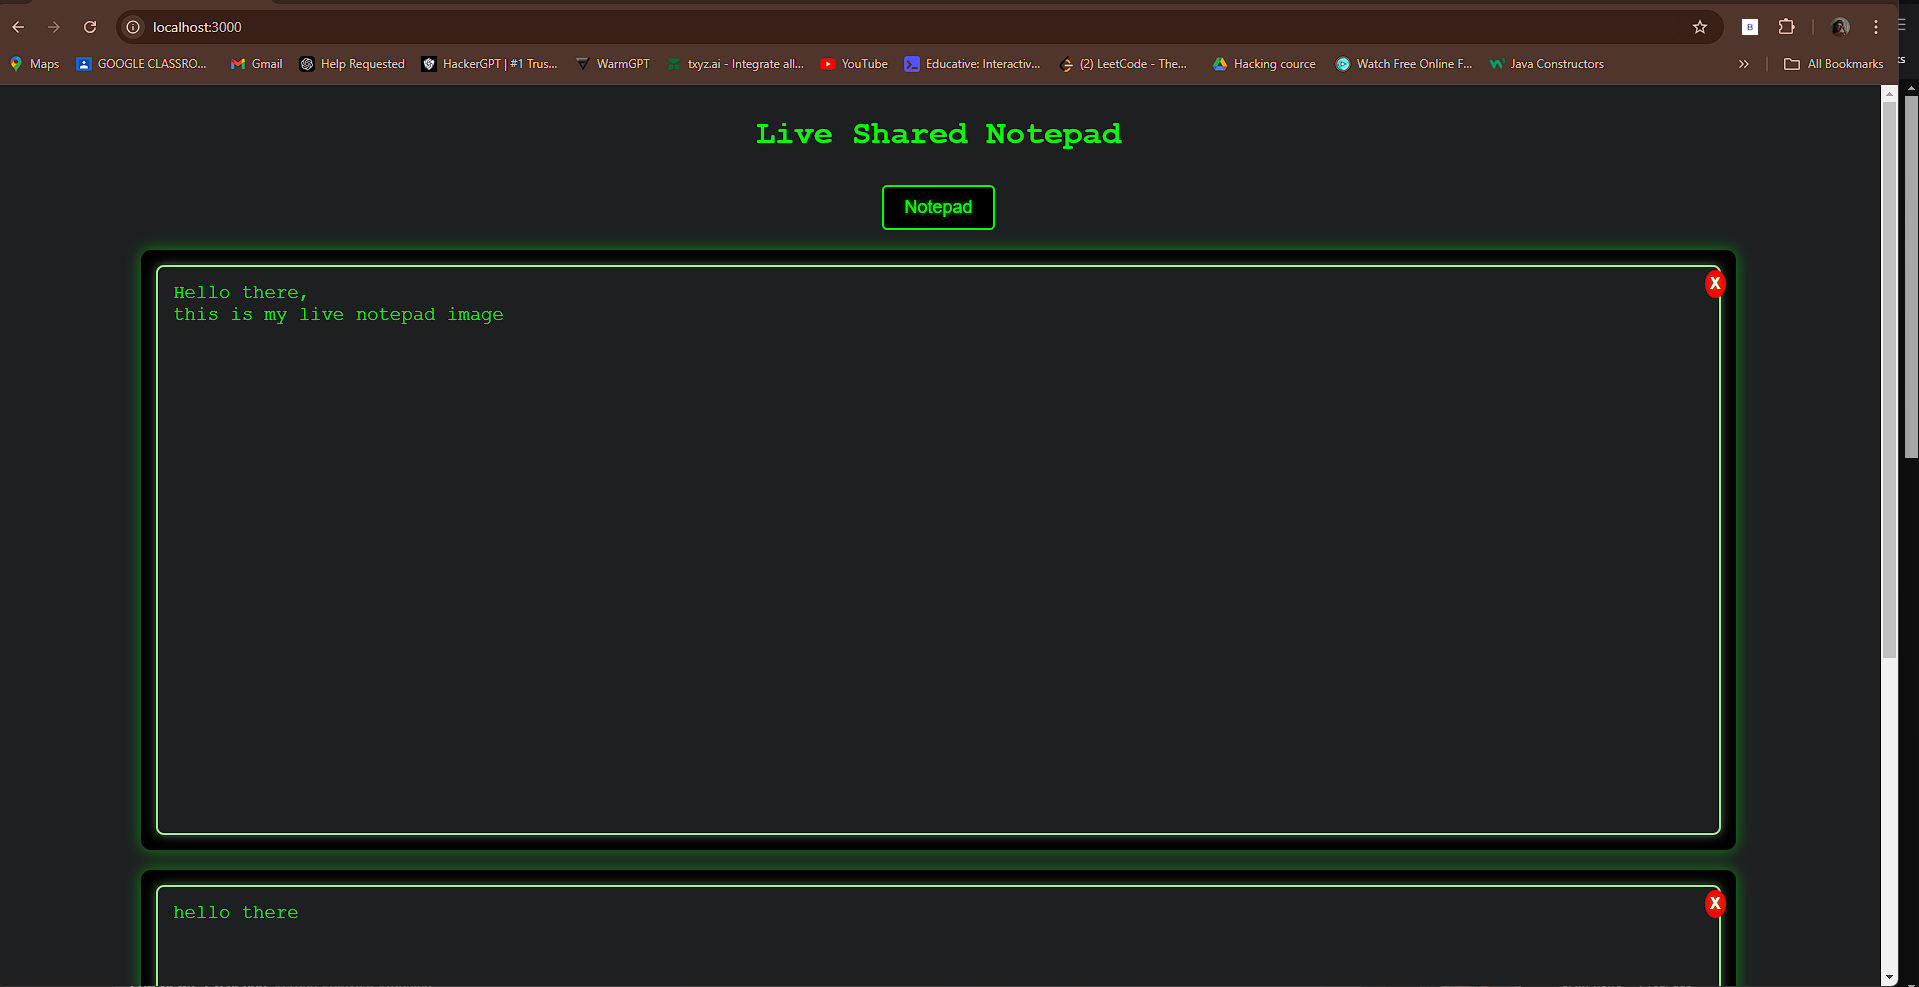 localhost:3000
B
Maps
GOOGLE CLASSRO...
Gmail
Help Requested
HackerGPT | #1 Trus...
WarmGPT
txyz.ai - Integrate all...
YouTube
Educative: Interactiv...
(2) LeetCode - The...
Hacking cource
Watch Free Online F...
Java Constructors
All Bookmarks
Live Shared Notepad
Notepad
Hello there,
this is my live notepad image
X
hello there
X